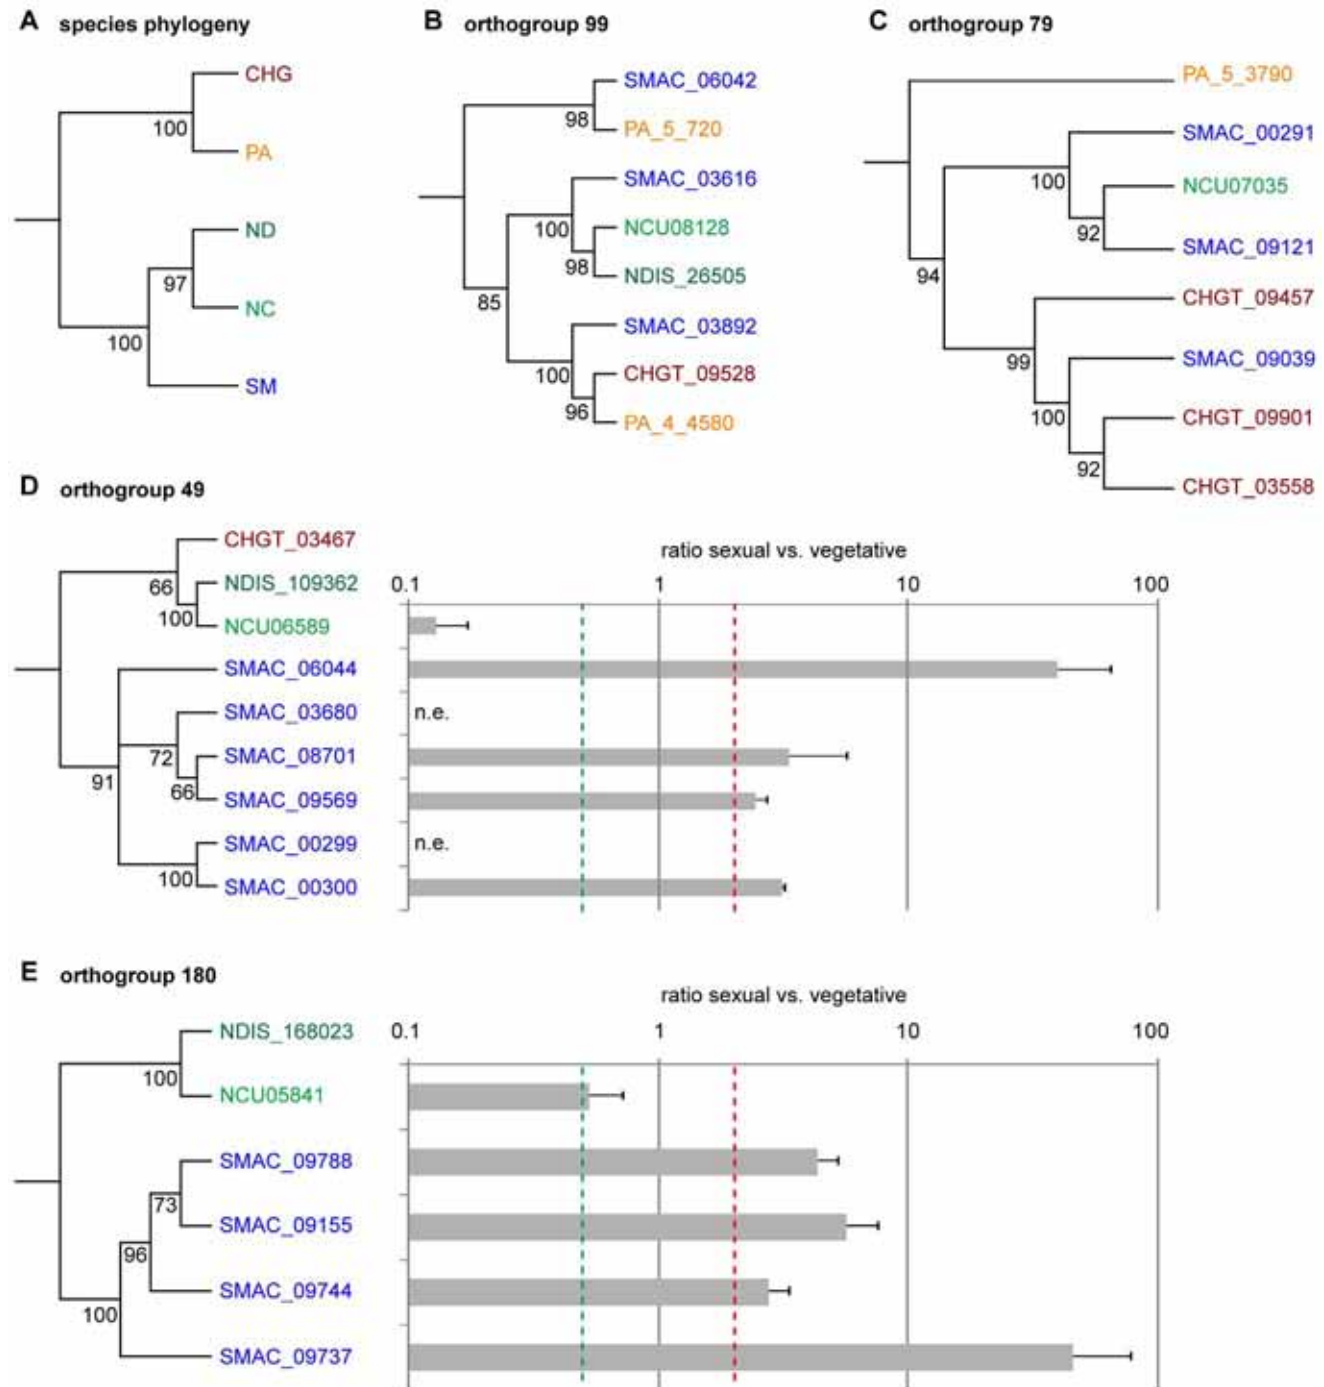 A species phylogeny
CHG
100
PA
ND
97
NC
100
SM
B orthogroup 99
SMAC_06042
98
PA_5_720
SMAC_03616
100
NCU08128
98
NDIS_26505
85
SMAC_03892
100
CHGT_09528
96
PA_4_4580
C orthogroup 79
PA_5_3790
SMAC_00291
100
NCU07035
92
SMAC_09121
94
CHGT_09457
99
SMAC_09039
100
CHGT_09901
92
CHGT_03558
D orthogroup 49
CHGT_03467
66
NDIS_109362
100
NCU06589
SMAC_06044
SMAC_03680
72
SMAC_08701
91
66
SMAC_09569
SMAC_00299
100
SMAC_00300
ratio sexual vs. vegetative
0.1 1 10 100
n.e.
n.e.
E orthogroup 180
NDIS_168023
100
NCU05841
SMAC_09788
73
SMAC_09155
96
SMAC_09744
100
SMAC_09737
ratio sexual vs. vegetative
0.1 1 10 100